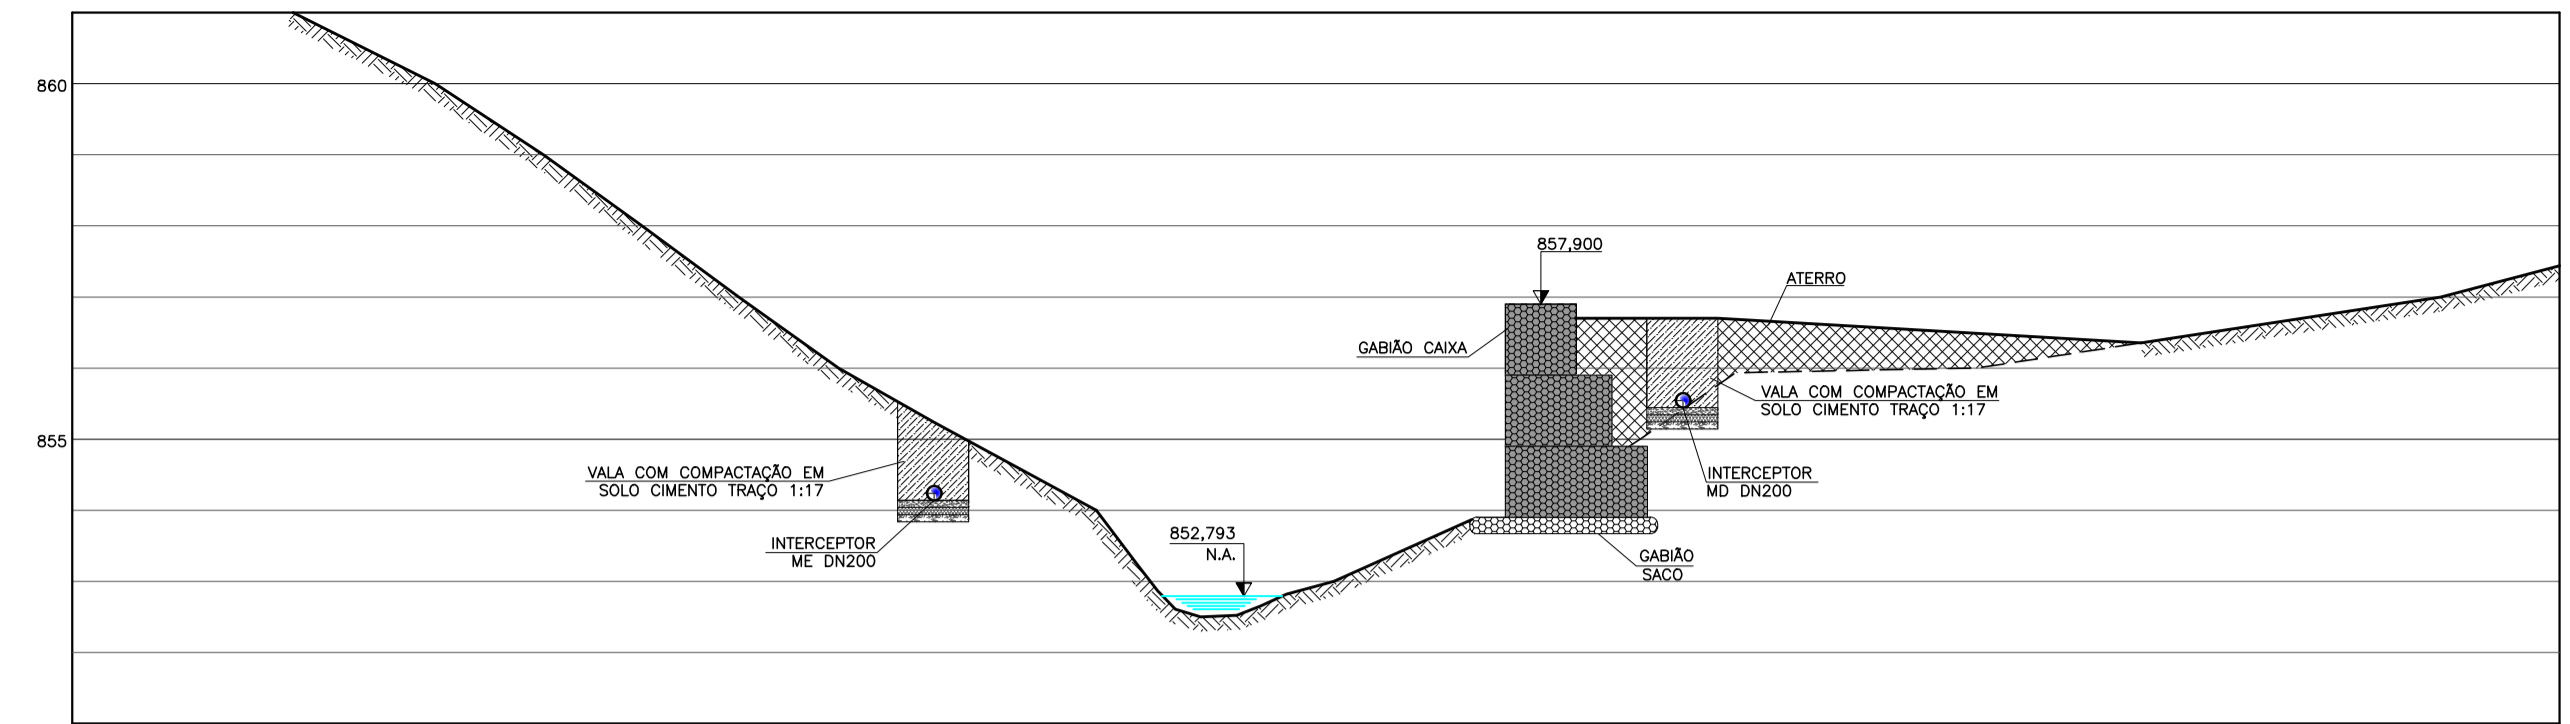 860
857,900
ATERRO
GABIÃO CAIXA
VALA COM COMPACTAÇÃO EM
SOLO CIMENTO TRAÇO 1:17
855
VALA COM COMPACTAÇÃO EM
SOLO CIMENTO TRAÇO 1:17
INTERCEPTOR
MD DN200
852,793
N.A.
INTERCEPTOR
ME DN200
GABIÃO
SACO